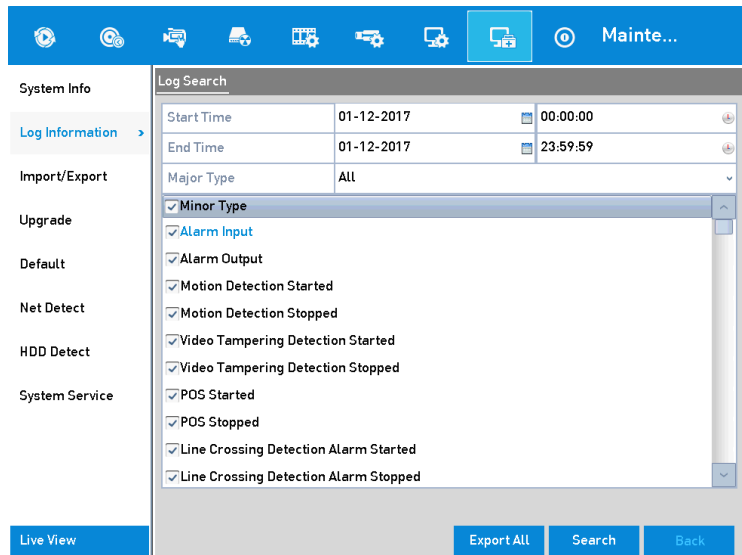 Mainte...
System Info
Log Information >
Import/Export
Upgrade
Default
Net Detect
HDD Detect
System Service
Live View
Log Search
Start Time 01-12-2017 00:00:00
End Time 01-12-2017 23:59:59
Major Type All
Minor Type
Alarm Input
Alarm Output
Motion Detection Started
Motion Detection Stopped
Video Tampering Detection Started
Video Tampering Detection Stopped
POS Started
POS Stopped
Line Crossing Detection Alarm Started
Line Crossing Detection Alarm Stopped
Export All Search Back